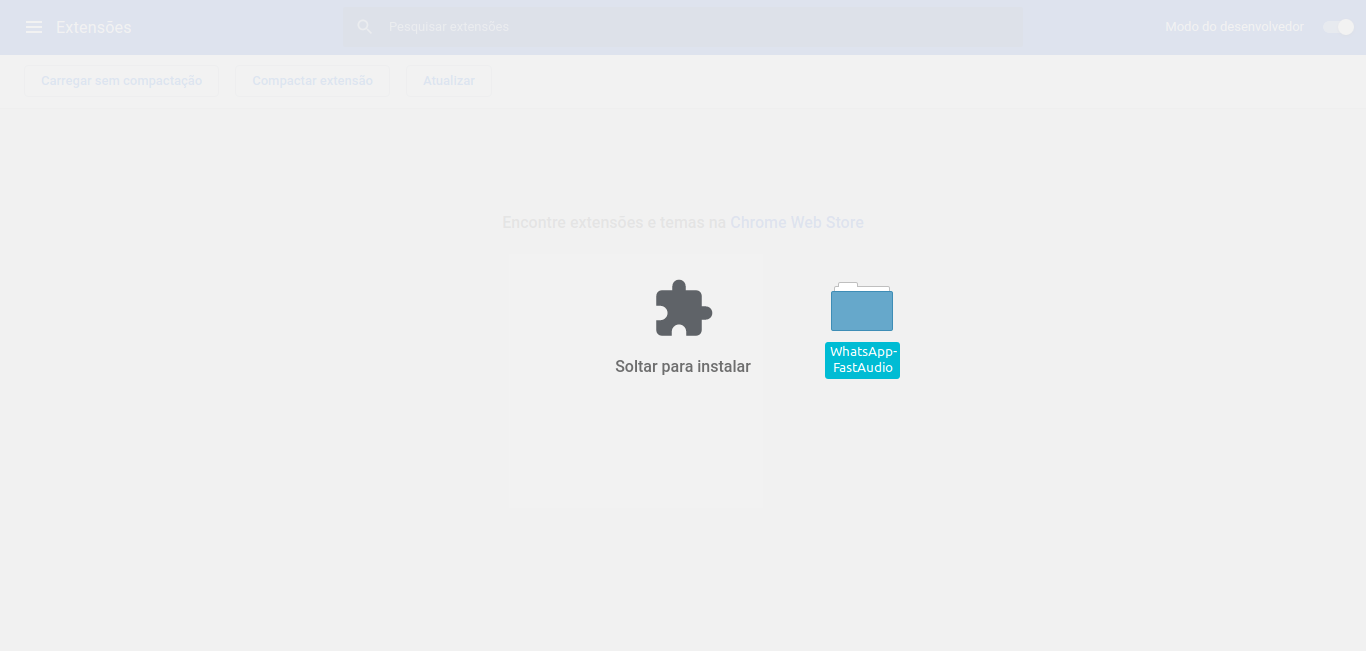 Extensões
Pesquisar extensões
Modo do desenvolvedor
Carregar sem compactação
Compactar extensão
Atualizar
Encontre extensões e temas na Chrome Web Store
Soltar para instalar
WhatsApp-
FastAudio